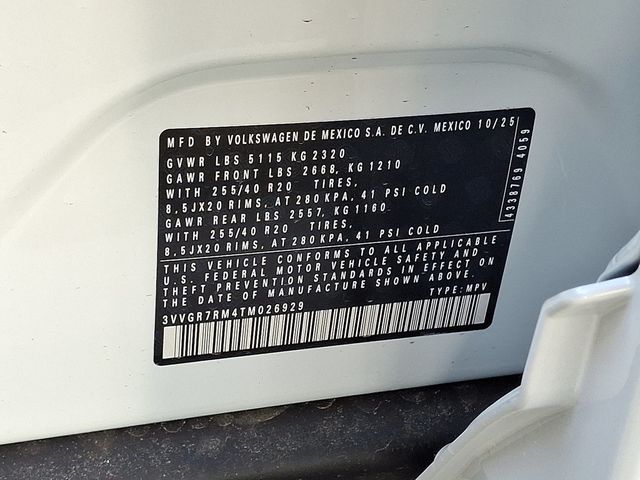 MFD BY VOLKSWAGEN DE MEXICO S.A. DE C.V. MEXICO 10/25
GVWR LBS 5115 KG 2320
GAWR FRONT LBS 2668, KG 1210
WITH 255/40 R20 TIRES,
8,5JX20 RIMS, AT 280 KPA, 41 PSI COLD
GAWR REAR LBS 2557, KG 1160
WITH 255/40 R20 TIRES,
8,5JX20 RIMS, AT 280 KPA, 41 PSI COLD
THIS VEHICLE CONFORMS TO ALL APPLICABLE
U.S. FEDERAL MOTOR VEHICLE SAFETY AND
THEFT PREVENTION STANDARDS IN EFFECT ON
THE DATE OF MANUFACTURE SHOWN ABOVE.
3VVGR7RM4TM026929 TYPE: MPV
4338769 4059